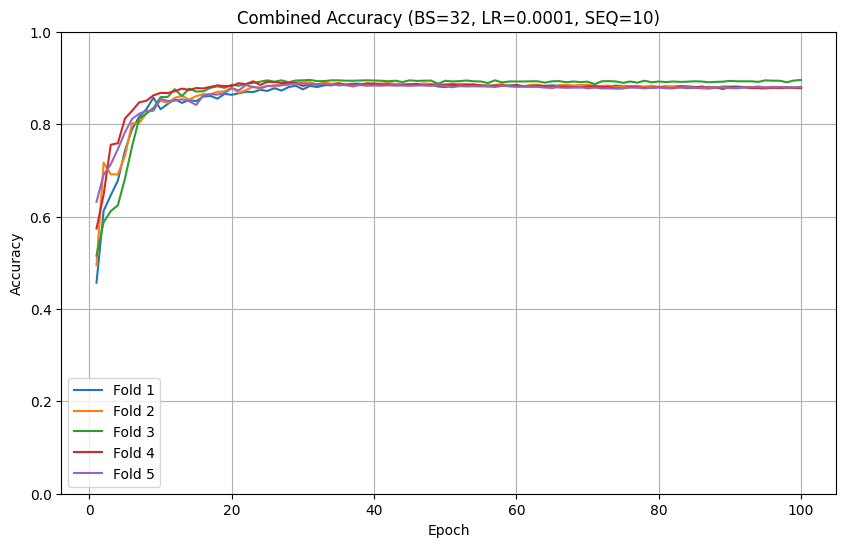 Combined Accuracy (BS=32, LR=0.0001, SEQ=10)
Accuracy
1.0
0.8
0.6
0.4
0.2
0.0
Fold 1
Fold 2
Fold 3
Fold 4
Fold 5
0 20 40 60 80 100
Epoch